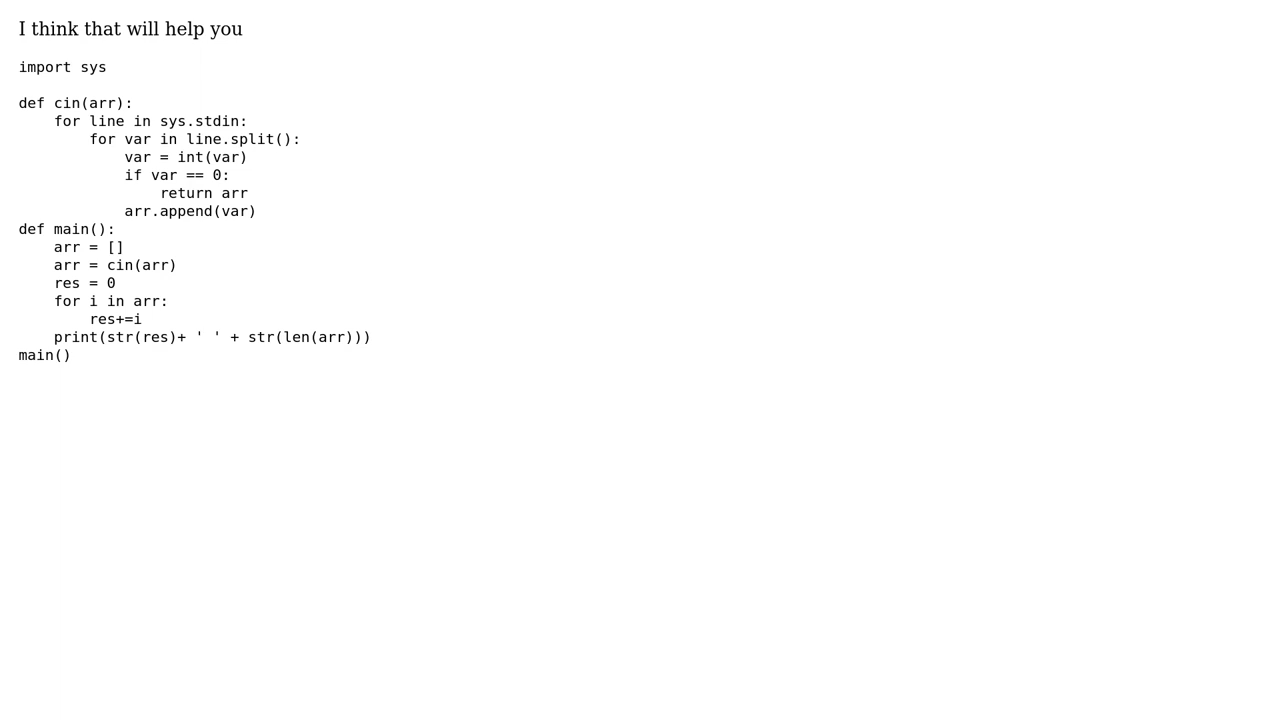 I think that will help you
import sys
def cin(arr):
    for line in sys.stdin:
        for var in line.split():
            var = int(var)
            if var == 0:
                return arr
            arr.append(var)
def main():
    arr = []
    arr = cin(arr)
    res = 0
    for i in arr:
        res+=i
    print(str(res)+ ' ' + str(len(arr)))
main()